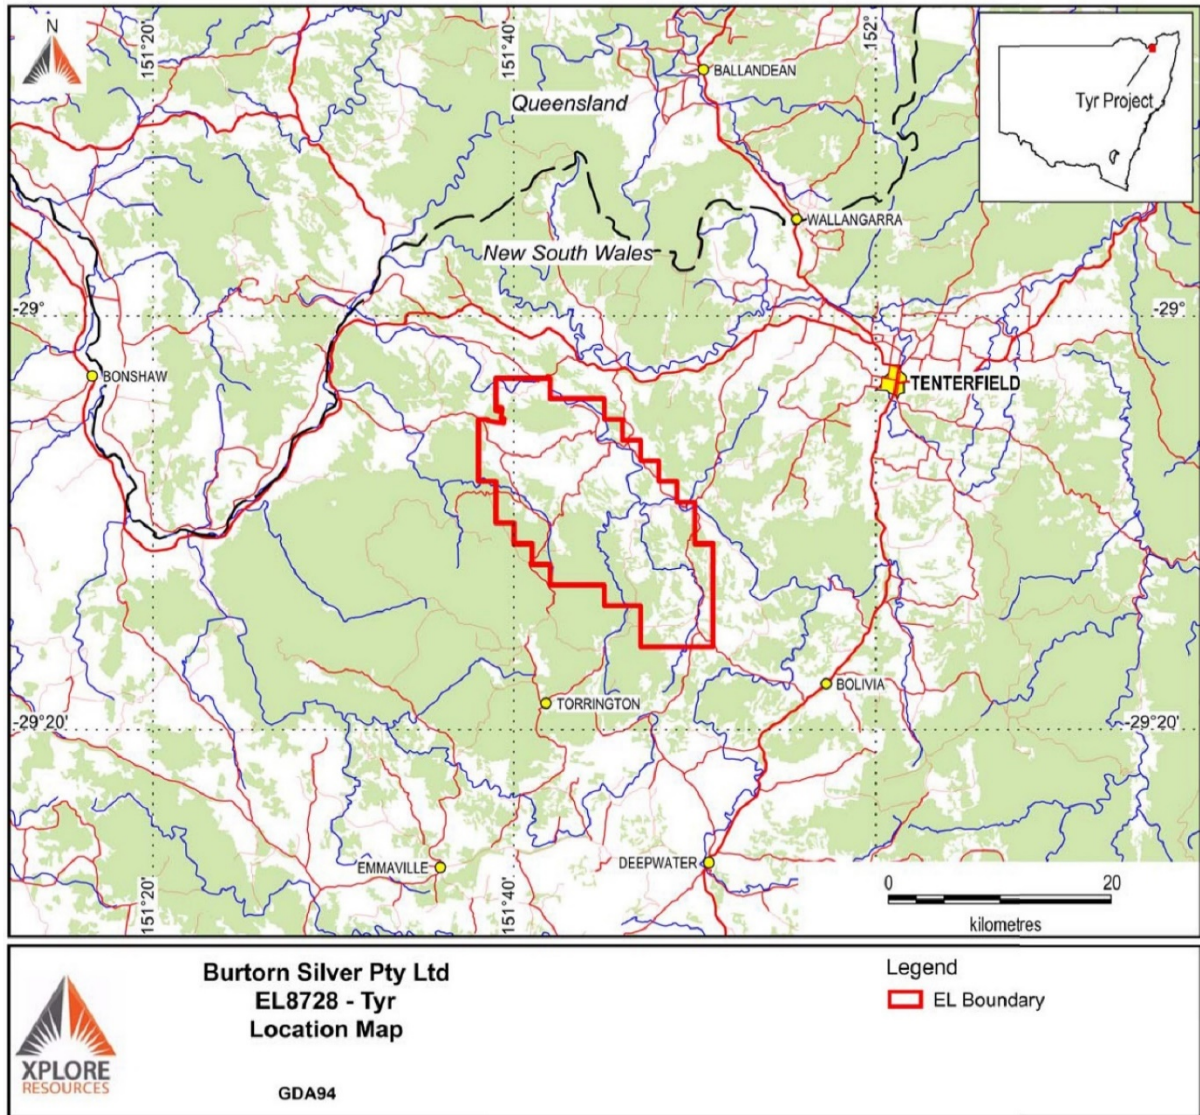 N
151°20'
151°40'
152°
BALLANDEAN
Tyr Project
Queensland
WALLANGARRA
New South Wales
-29°
-29°
BONSHAW
TENTERFIELD
BOLIVIA
TORRINGTON
-29°20'
-29°20'
EMMAVILLE
DEEPWATER
151°20'
151°40'
0 20
kilometres
Burtorn Silver Pty Ltd
EL8728 - Tyr
Location Map
GDA94
Legend
EL Boundary
XPLORE
RESOURCES